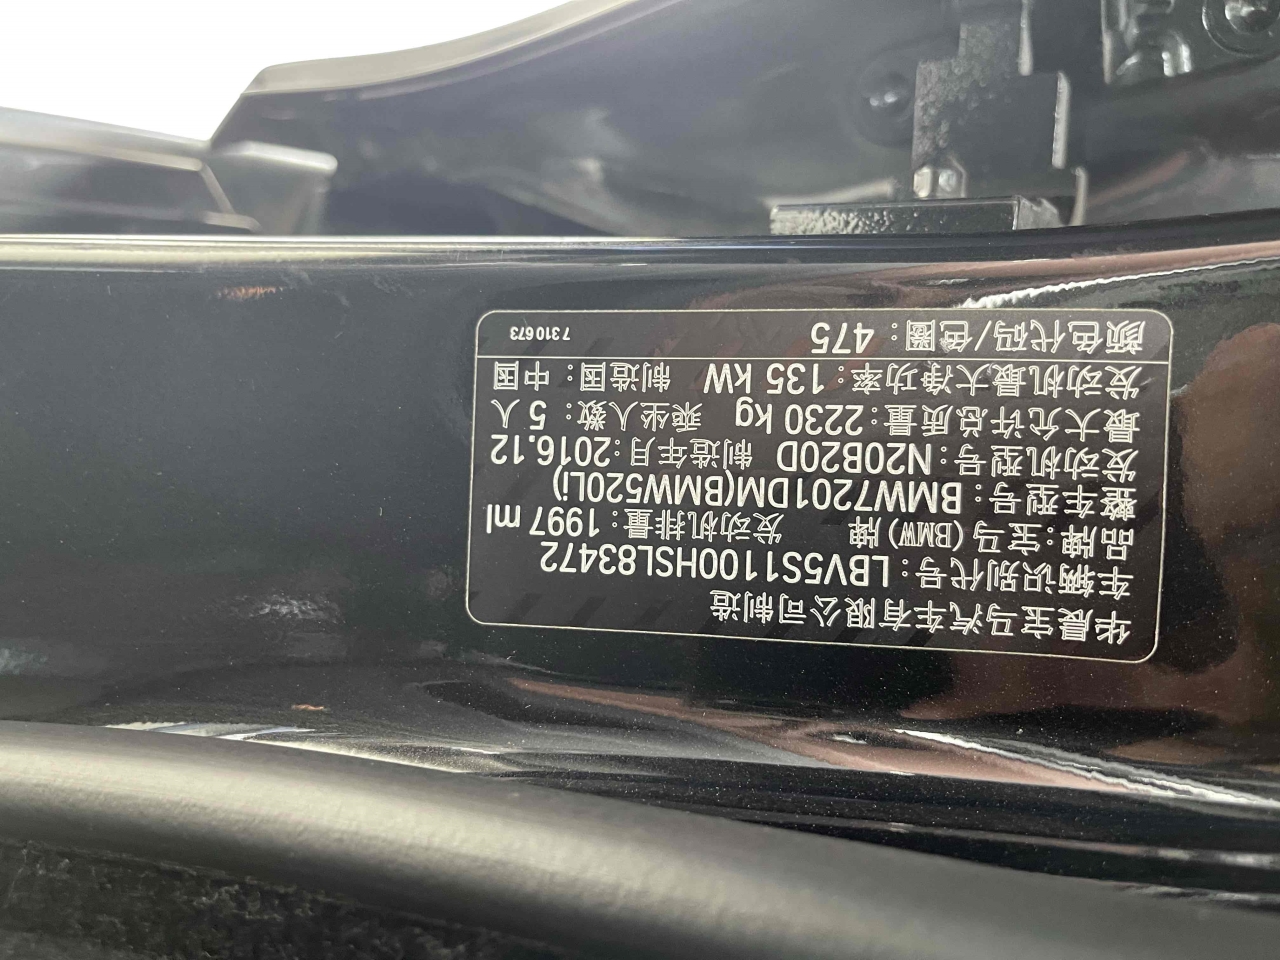 华晨宝马汽车有限公司制造
车辆识别代号：LBV5S1100HSL83472
品牌：宝马(BMW)牌 发动机排量：1997 ml
整车型号：BMW7201DM(BMW520Li)
发动机型号：N20B20D 制造年月：2016.12
最大允许总质量：2230 kg 乘坐人数：5 人
发动机最大净功率：135 kW 制造国：中国
颜色代码/色圈：475 7 310 673